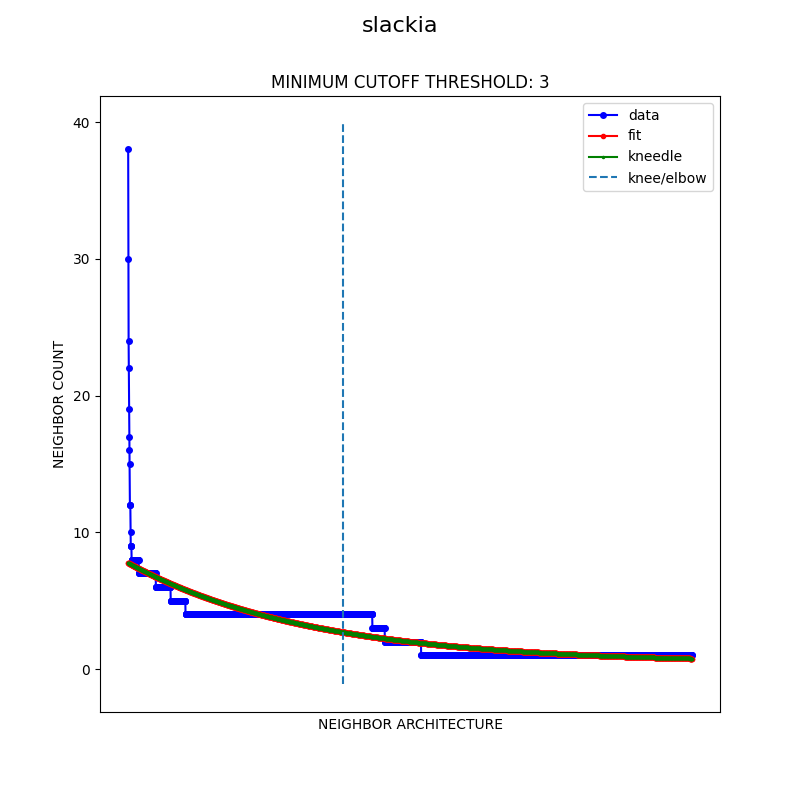 slackia
MINIMUM CUTOFF THRESHOLD: 3
data
fit
kneedle
knee/elbow
40
30
20
10
0
NEIGHBOR COUNT
NEIGHBOR ARCHITECTURE